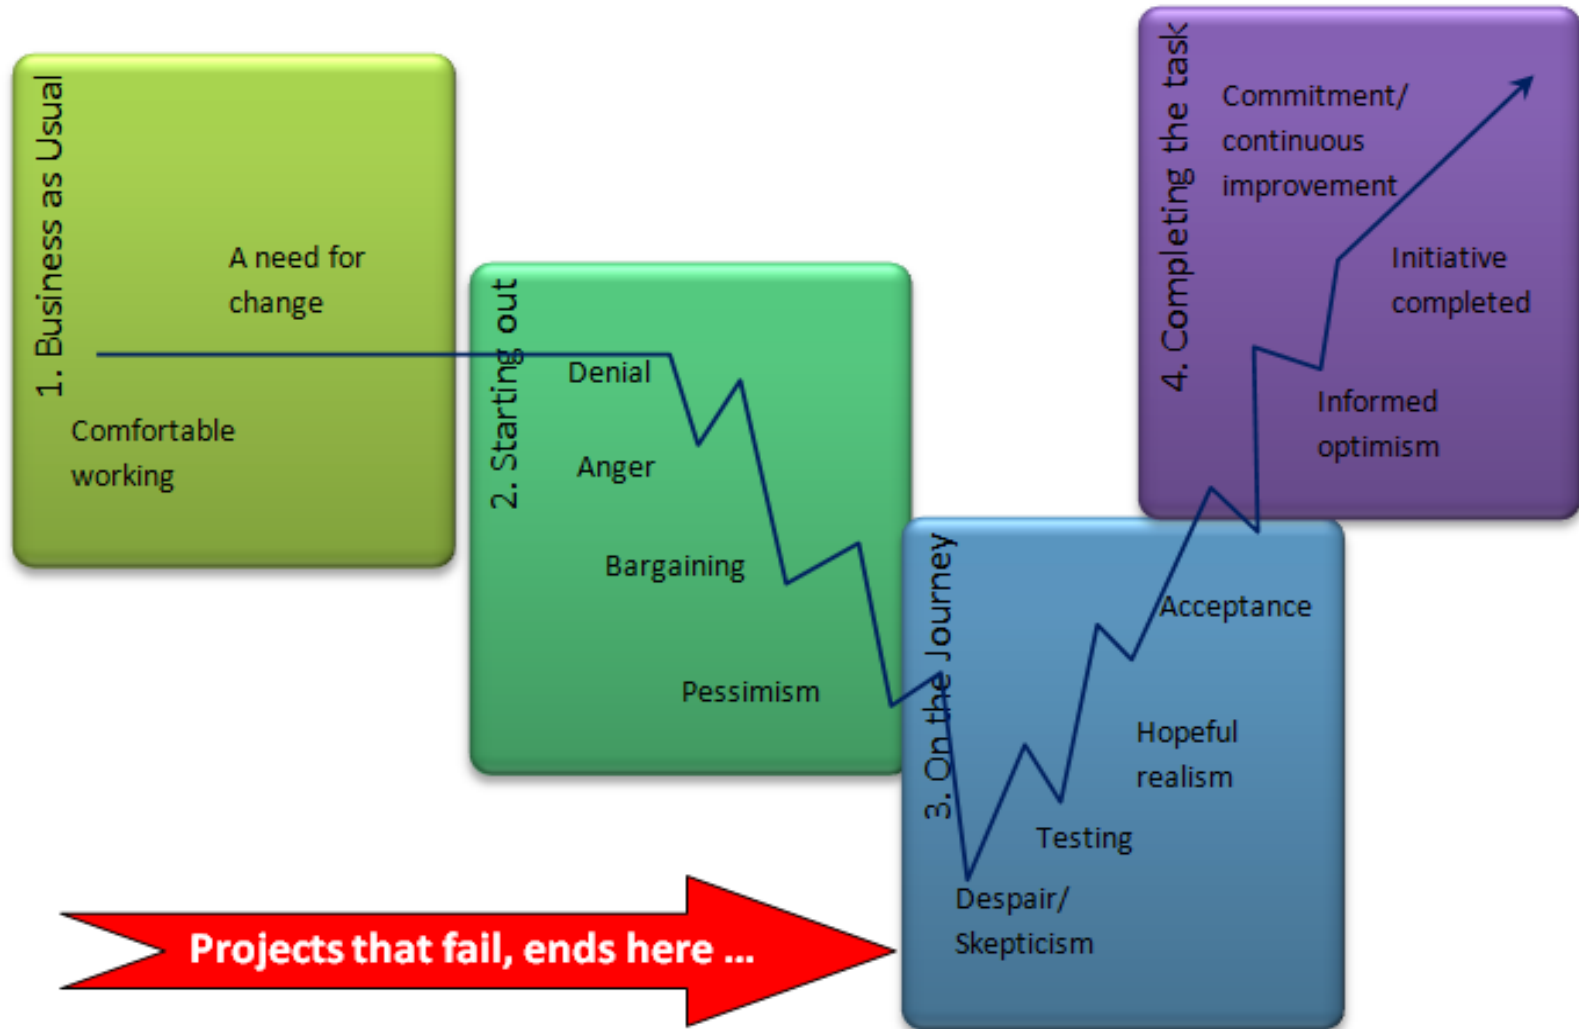 1. Business as Usual
A need for
change
Comfortable
working
2. Starting out
Denial
Anger
Bargaining
Pessimism
3. On the Journey
Despair/
Skepticism
Testing
Hopeful
realism
Acceptance
4. Completing the task
Informed
optimism
Initiative
completed
Commitment/
continuous
improvement
Projects that fail, ends here ...